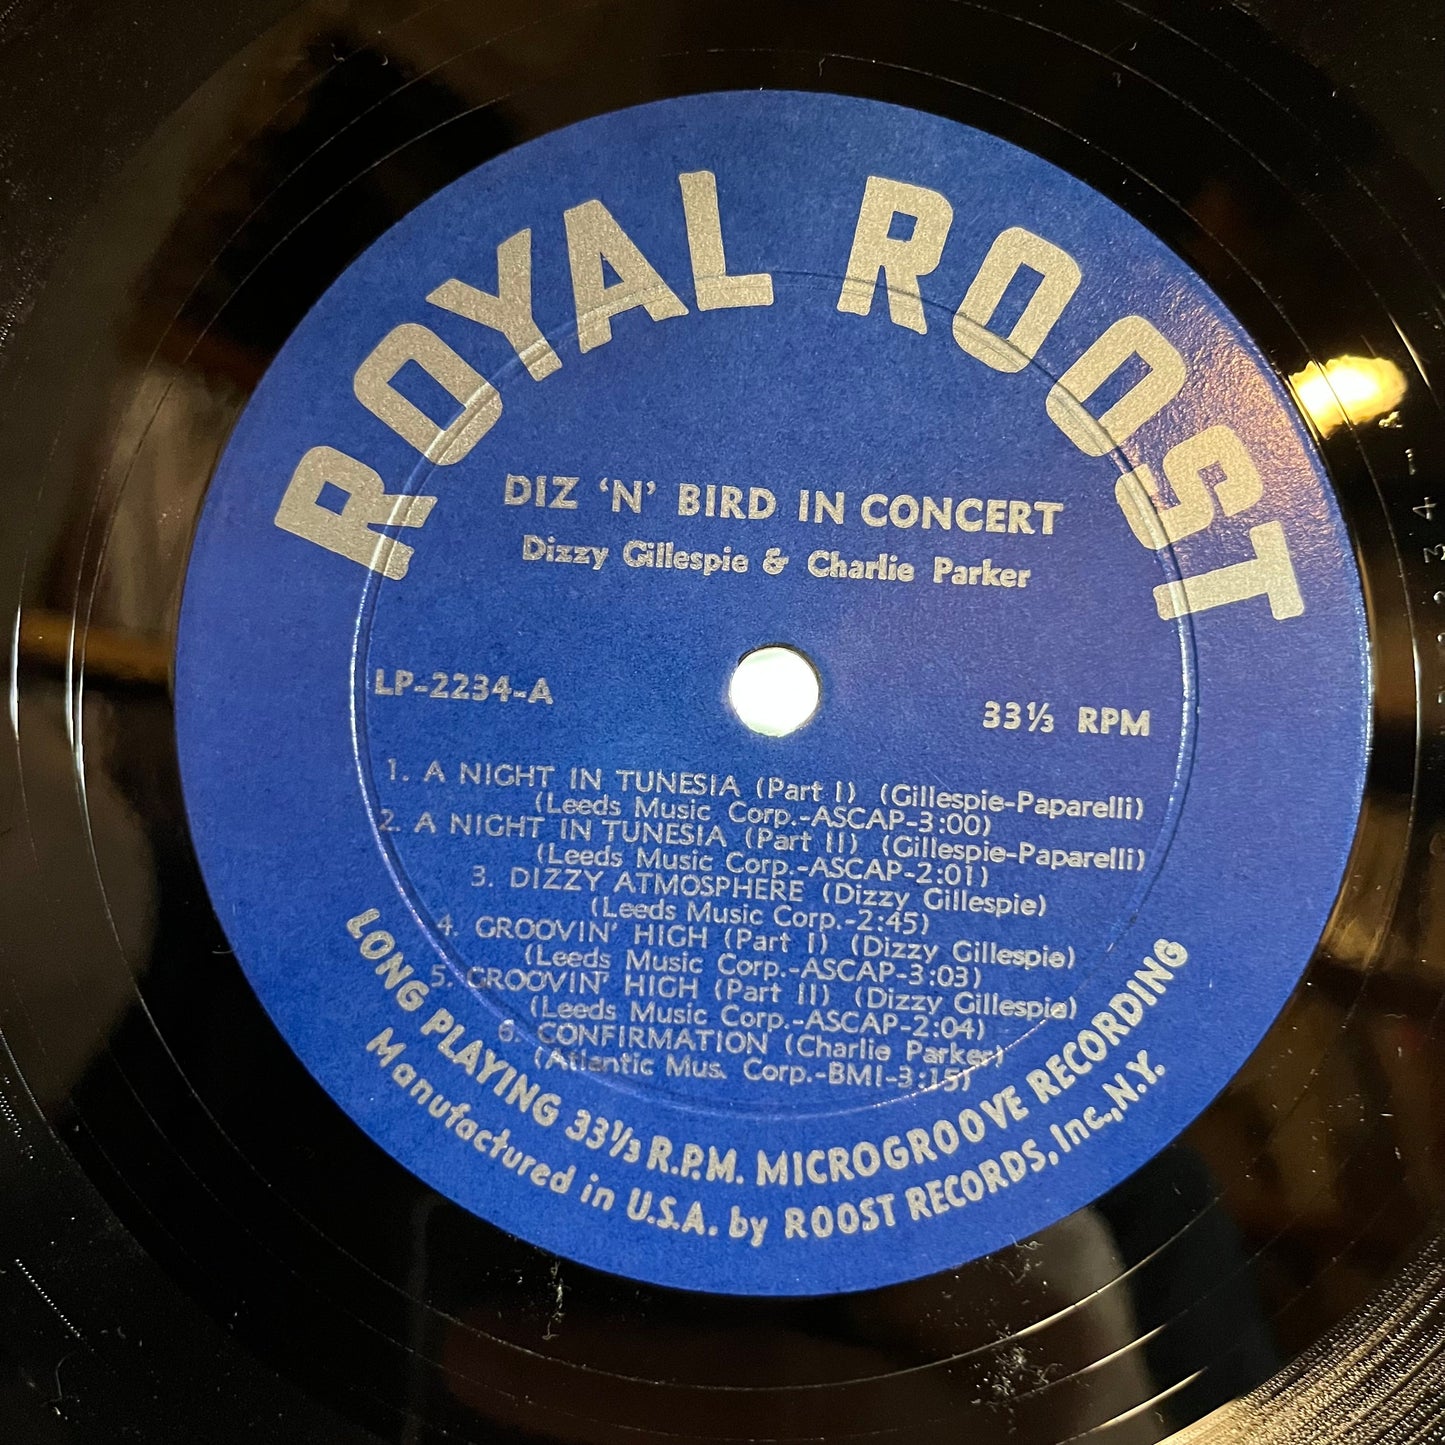 ROYAL ROOST
DIZ ‘N’ BIRD IN CONCERT
Dizzy Gillespie & Charlie Parker
LP-2234-A
33⅓ RPM
1. A NIGHT IN TUNESIA (Part I) (Gillespie-Paparelli)
(Leeds Music Corp.-ASCAP-3:00)
2. A NIGHT IN TUNESIA (Part II) (Gillespie-Paparelli)
(Leeds Music Corp.-ASCAP-2:01)
3. DIZZY ATMOSPHERE (Dizzy Gillespie)
(Leeds Music Corp.-2:45)
4. GROOVIN' HIGH (Part I) (Dizzy Gillespie)
(Leeds Music Corp.-ASCAP-3:03)
5. GROOVIN' HIGH (Part II) (Dizzy Gillespie)
(Leeds Music Corp.-ASCAP-2:04)
6. CONFIRMATION (Charlie Parker)
(Atlantic Mus. Corp.-BMI-3:15)
LONG PLAYING 33⅓ R.P.M. MICROGROOVE RECORDING
Manufactured in U.S.A. by ROOST RECORDS, Inc., N.Y.